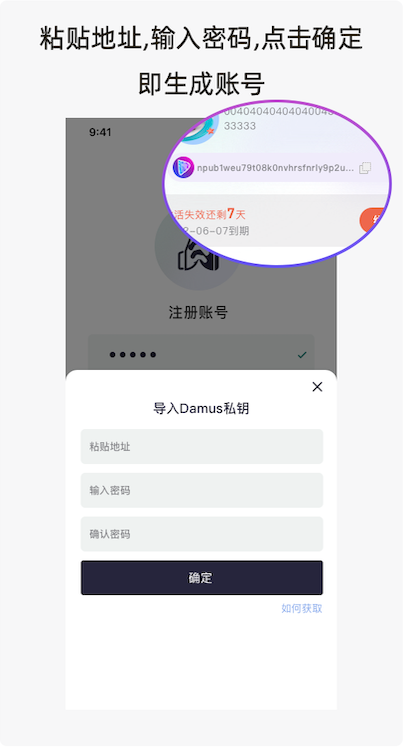 粘贴地址,输入密码,点击确定
即生成账号
9:41
33333
npub1weu79t08k0nvhrsfnrly9p2u...
活失效还剩7天
-06-07到期
注册账号
导入Damus私钥
粘贴地址
输入密码
确认密码
确定
如何获取